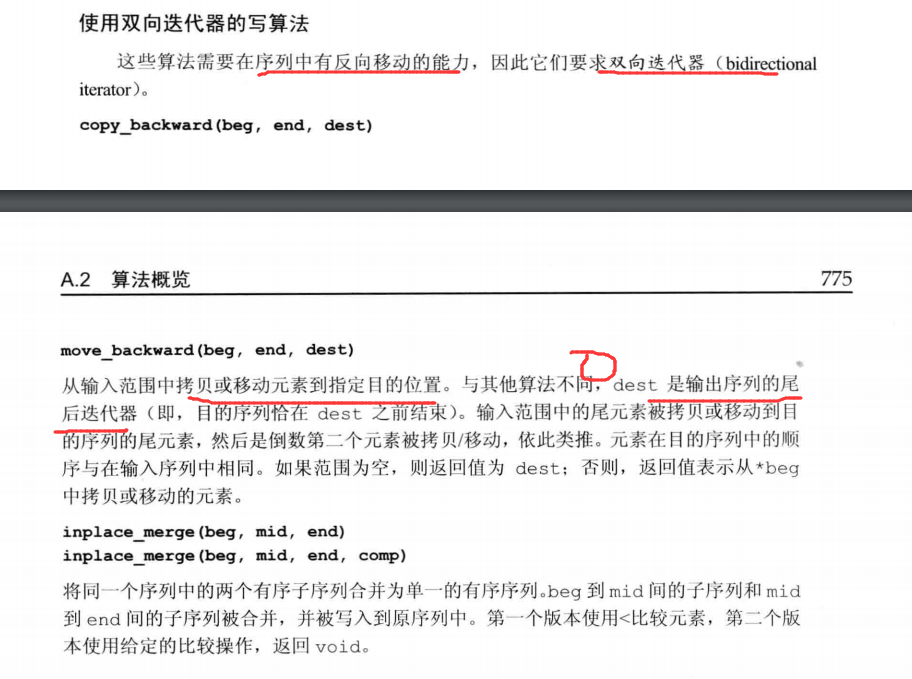 使用双向迭代器的写算法
这些算法需要在序列中有反向移动的能力，因此它们要求双向迭代器（bidirectional
iterator）。
copy_backward(beg, end, dest)
A.2 算法概览 775
move_backward(beg, end, dest)
从输入范围中拷贝或移动元素到指定目的位置。与其他算法不同，dest 是输出序列的尾
后迭代器（即，目的序列恰在 dest 之前结束）。输入范围中的尾元素被拷贝或移动到目
的序列的尾元素，然后是倒数第二个元素被拷贝/移动，依此类推。元素在目的序列中的顺
序与在输入序列中相同。如果范围为空，则返回值为 dest；否则，返回值表示从*beg
中拷贝或移动的元素。
inplace_merge(beg, mid, end)
inplace_merge(beg, mid, end, comp)
将同一个序列中的两个有序子序列合并为单一的有序序列。beg 到 mid 间的子序列和 mid
到 end 间的子序列被合并，并被写入到原序列中。第一个版本使用<比较元素，第二个版
本使用给定的比较操作，返回 void。